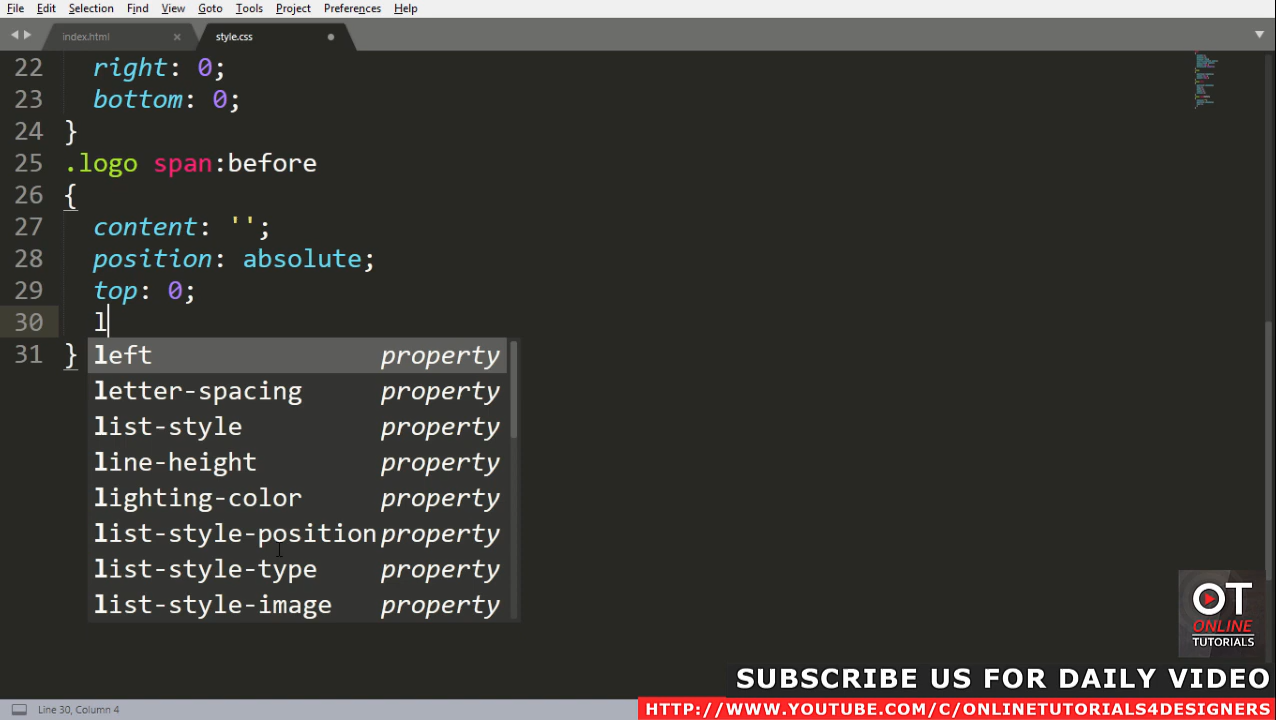 File Edit Selection Find View Goto Tools Project Preferences Help
index.html × style.css
22 right: 0;
23 bottom: 0;
24 }
25 .logo span:before
26 {
27 content: '';
28 position: absolute;
29 top: 0;
30 l
31 }
left property
letter-spacing property
list-style property
line-height property
lighting-color property
list-style-position property
list-style-type property
list-style-image property
OT
ONLINE
TUTORIALS
SUBSCRIBE US FOR DAILY VIDEO
Line 30, Column 4
HTTP://WWW.YOUTUBE.COM/C/ONLINETUTORIALS4DESIGNERS